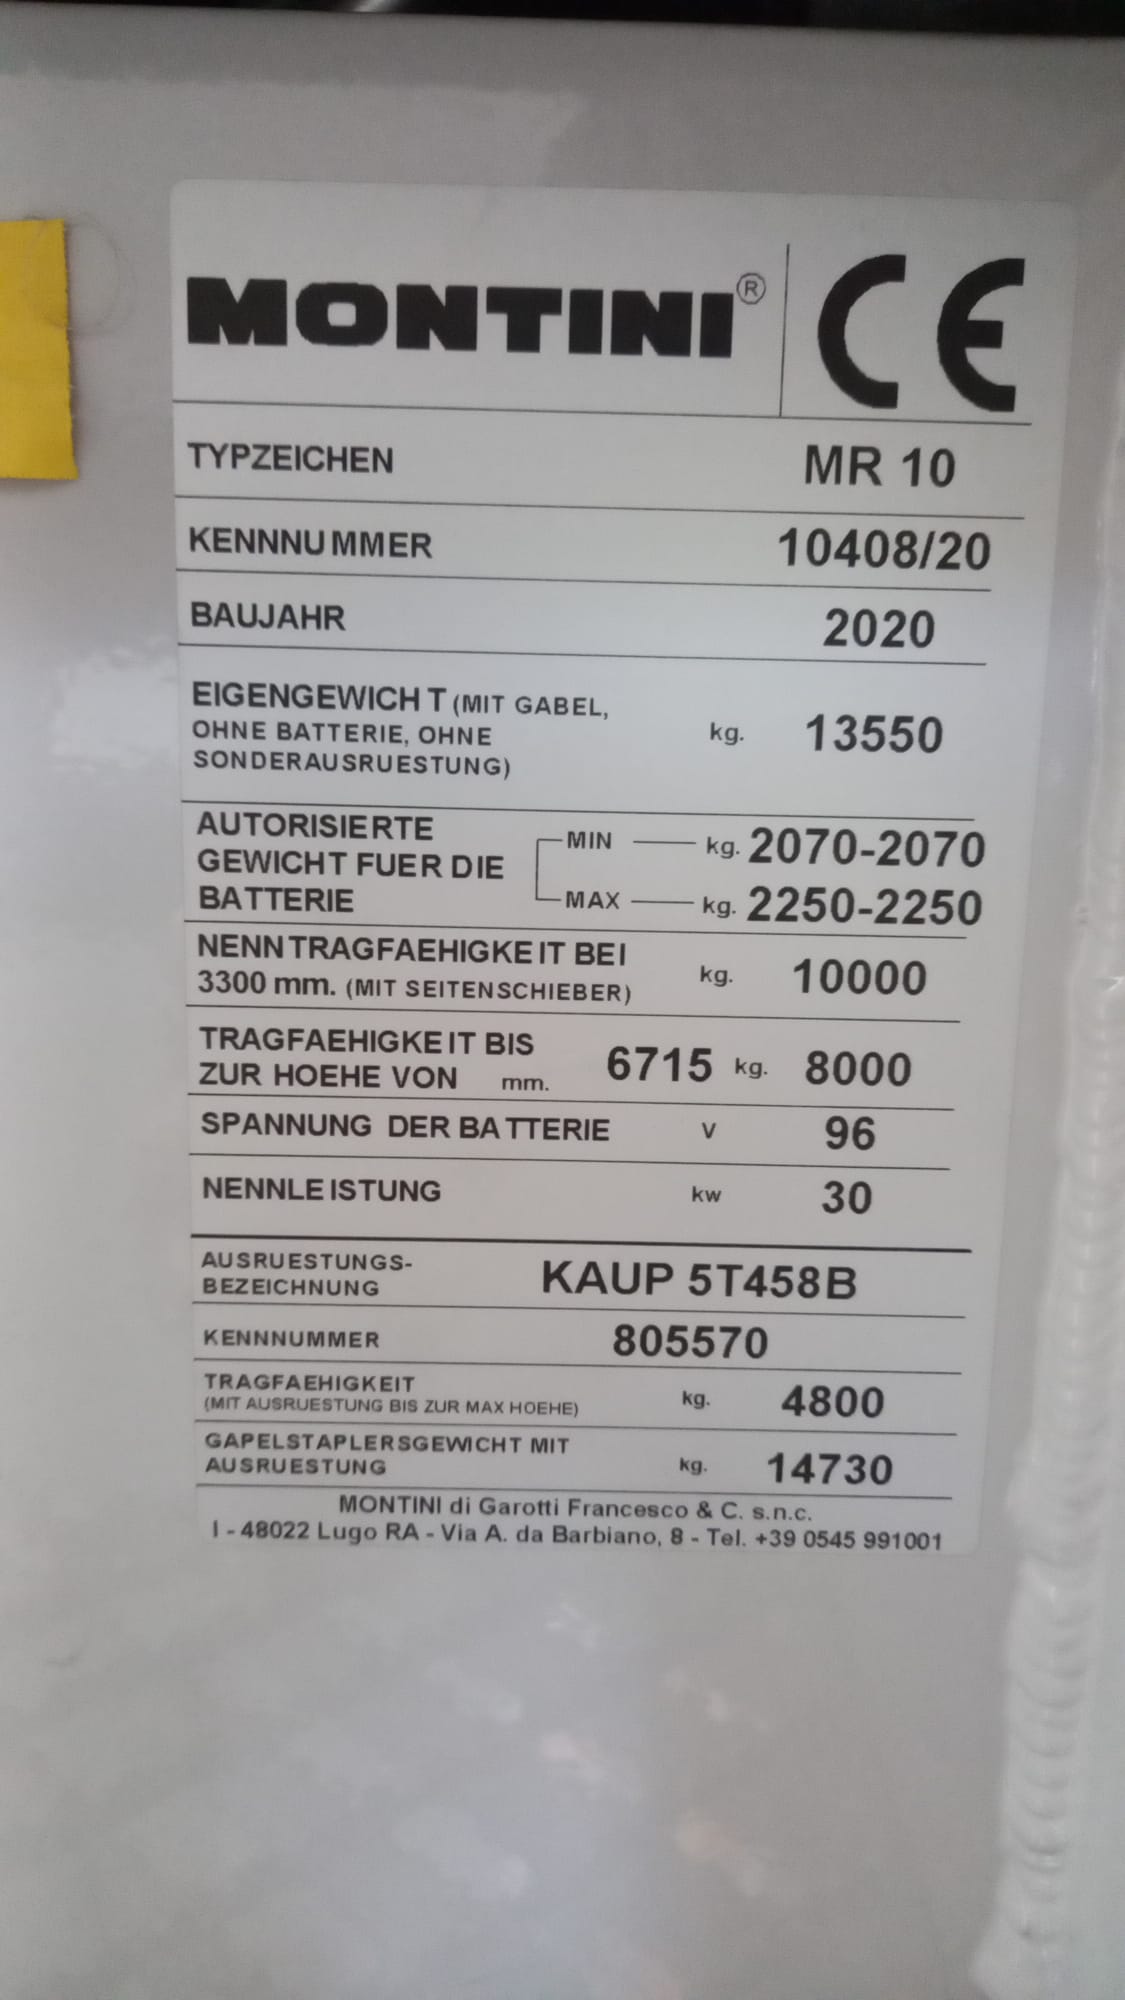 MONTINI® CE
TYPZEICHEN MR 10
KENNNUMMER 10408/20
BAUJAHR 2020
EIGENGEWICHT (MIT GABEL,
OHNE BATTERIE, OHNE kg. 13550
SONDERAUSRUESTUNG)
AUTORISIERTE MIN kg. 2070-2070
GEWICHT FUER DIE
BATTERIE MAX kg. 2250-2250
NENNTRAGFAEHIGKEIT BEI
3300 mm. (MIT SEITENSCHIEBER) kg. 10000
TRAGFAEHIGKEIT BIS
ZUR HOEHE VON mm. 6715 kg. 8000
SPANNUNG DER BATTERIE V 96
NENNLEISTUNG kw 30
AUSRUESTUNGS-
BEZEICHNUNG KAUP 5T458B
KENNNUMMER 805570
TRAGFAEHIGKEIT
(MIT AUSRUESTUNG BIS ZUR MAX HOEHE) kg. 4800
GAPELSTAPLERSGEWICHT MIT
AUSRUESTUNG kg. 14730
MONTINI di Garotti Francesco & C. s.n.c.
I - 48022 Lugo RA - Via A. da Barbiano, 8 - Tel. +39 0545 991001